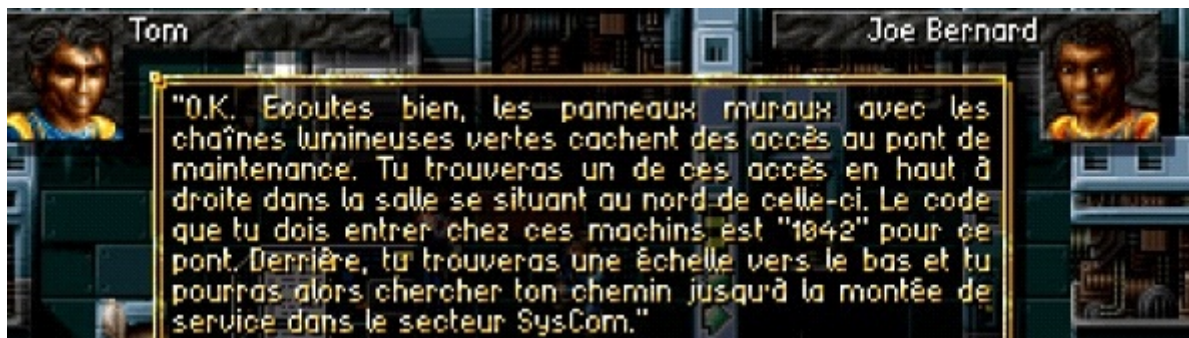 Tom
Joe Bernard
"O.K. Ecoutes bien, les panneaux muraux avec les
chaînes lumineuses vertes cachent des accès au pont de
maintenance. Tu trouveras un de ces accès en haut à
droite dans la salle se situant au nord de celle-ci. Le code
que tu dois entrer chez ces machins est "1042" pour ce
pont. Derrière, tu trouveras une êchelle vers le bas et tu
pourras alors chercher ton chemin jusqu'à la montée de
service dans le secteur SysCom."